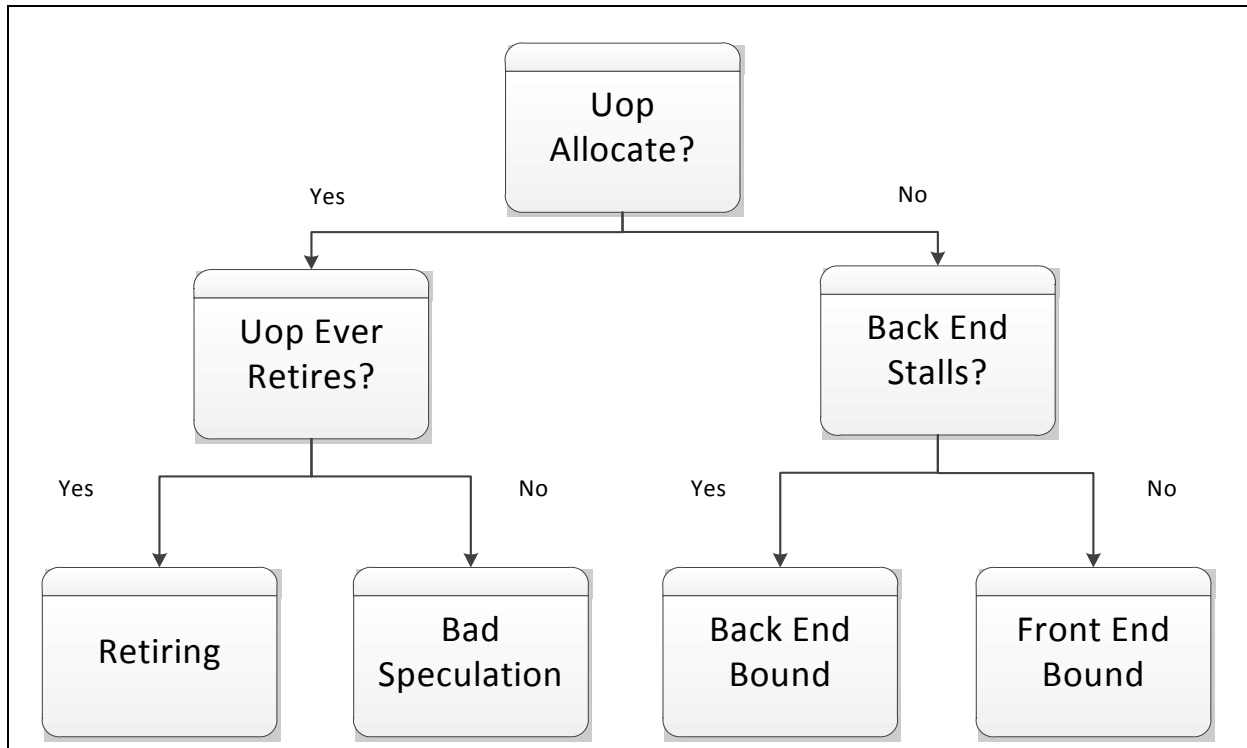 Uop
Allocate?
Yes
No
Uop Ever
Retires?
Back End
Stalls?
Yes
No
Yes
No
Retiring
Bad
Speculation
Back End
Bound
Front End
Bound